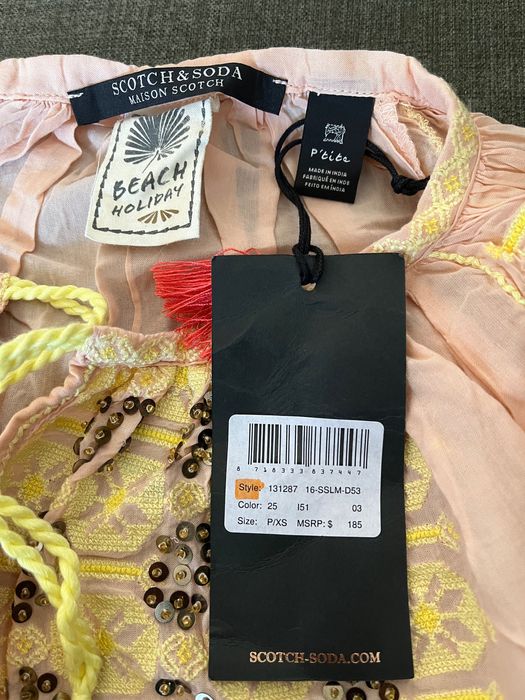 SCOTCH & SODA
MAISON SCOTCH
BEACH
HOLIDAY
P'tite
MADE IN INDIA
FABRIQUÉ EN INDE
FEITO EM ÍNDIA
8 718333 837447
Style: 131287 16-SSLM-D53
Color: 25 I51 03
Size: P/XS MSRP: $ 185
SCOTCH-SODA.COM